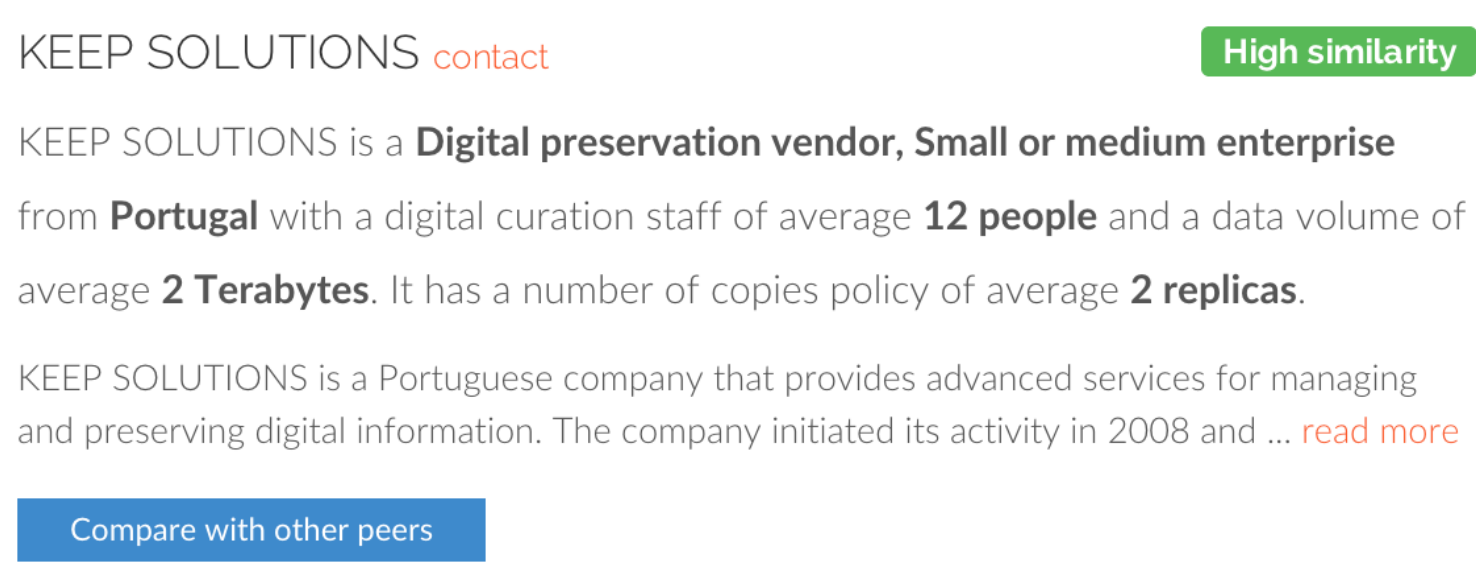 KEEP SOLUTIONS contact High similarity
KEEP SOLUTIONS is a Digital preservation vendor, Small or medium enterprise
from Portugal with a digital curation staff of average 12 people and a data volume of
average 2 Terabytes. It has a number of copies policy of average 2 replicas.
KEEP SOLUTIONS is a Portuguese company that provides advanced services for managing
and preserving digital information. The company initiated its activity in 2008 and ... read more
Compare with other peers